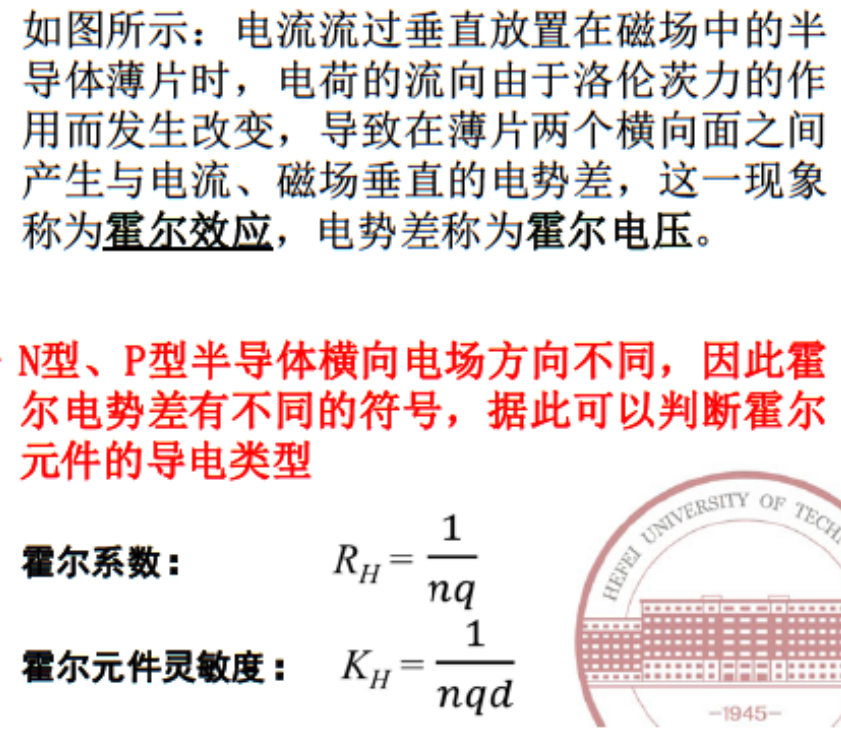 如图所示：电流流过垂直放置在磁场中的半
导体薄片时，电荷的流向由于洛伦茨力的作
用而发生改变，导致在薄片两个横向面之间
产生与电流、磁场垂直的电势差，这一现象
称为霍尔效应，电势差称为霍尔电压。
N型、P型半导体横向电场方向不同，因此霍
尔电势差有不同的符号，据此可以判断霍尔
元件的导电类型
霍尔系数： R_H = 1/nq
霍尔元件灵敏度： K_H = 1/nqd
HEFEI UNIVERSITY OF
-1945-